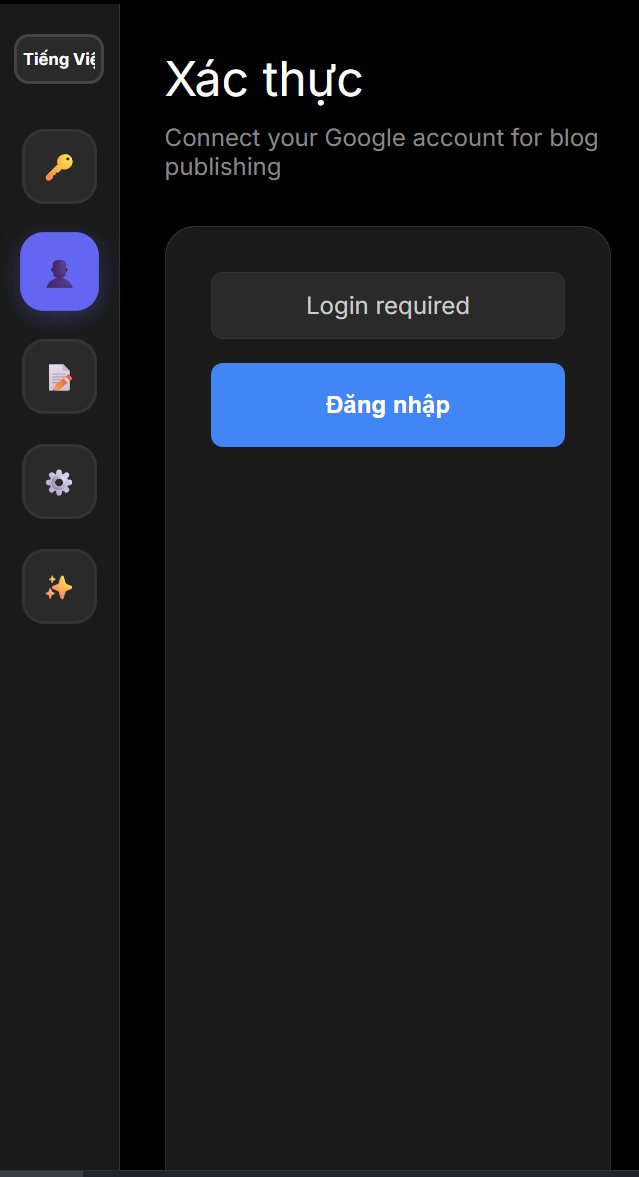 Tiếng Việ
Xác thực
Connect your Google account for blog
publishing
Login required
Đăng nhập